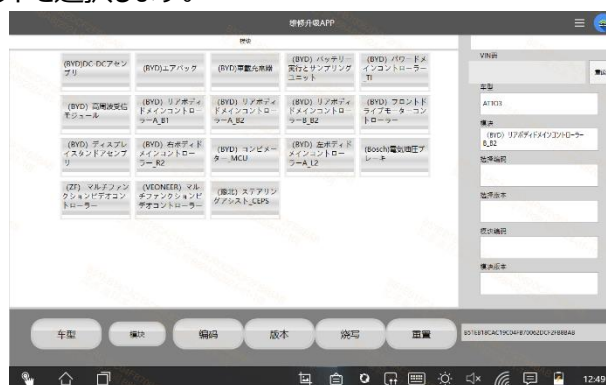 を選択します。
维修升级APP
模块
(BYD)DC-DCアセン
ブリ
(BYD)エアバッグ
(BYD)車載充電器
(BYD) バッテリー
実行とサンプリング
ユニット
(BYD) パワードメ
インコントローラー
TI
(BYD) 高周波受信
モジュール
(BYD) リアボディ
ドメインコントロー
ラーA_B1
(BYD) リアボディ
ドメインコントロー
ラーA_B2
(BYD) リアボディ
ドメインコントロー
ラーB_B2
(BYD) フロントド
ライブモーターコン
トローラー
(BYD) ディスプレ
イスタンドアセンブ
リ
(BYD) 右ボディド
メインコントロー
ラー_R2
(BYD) コンビメー
ター_MCU
(BYD) 左ボディド
メインコントロー
ラーA_L2
(Bosch)電気油圧ブ
レーキ
(ZF) マルチファン
クションビデオコン
トローラー
(VEONEER) マル
チファンクションビ
デオコントローラー
ステアリン
グアシスト_CEPS
VIN码
车型
模块
(BYD) リアボディドメインコントローラー
B_B2
选择编码
选择版本
模块编码
模块版本
车型
模块
编码
版本
烧写
重置
12:49